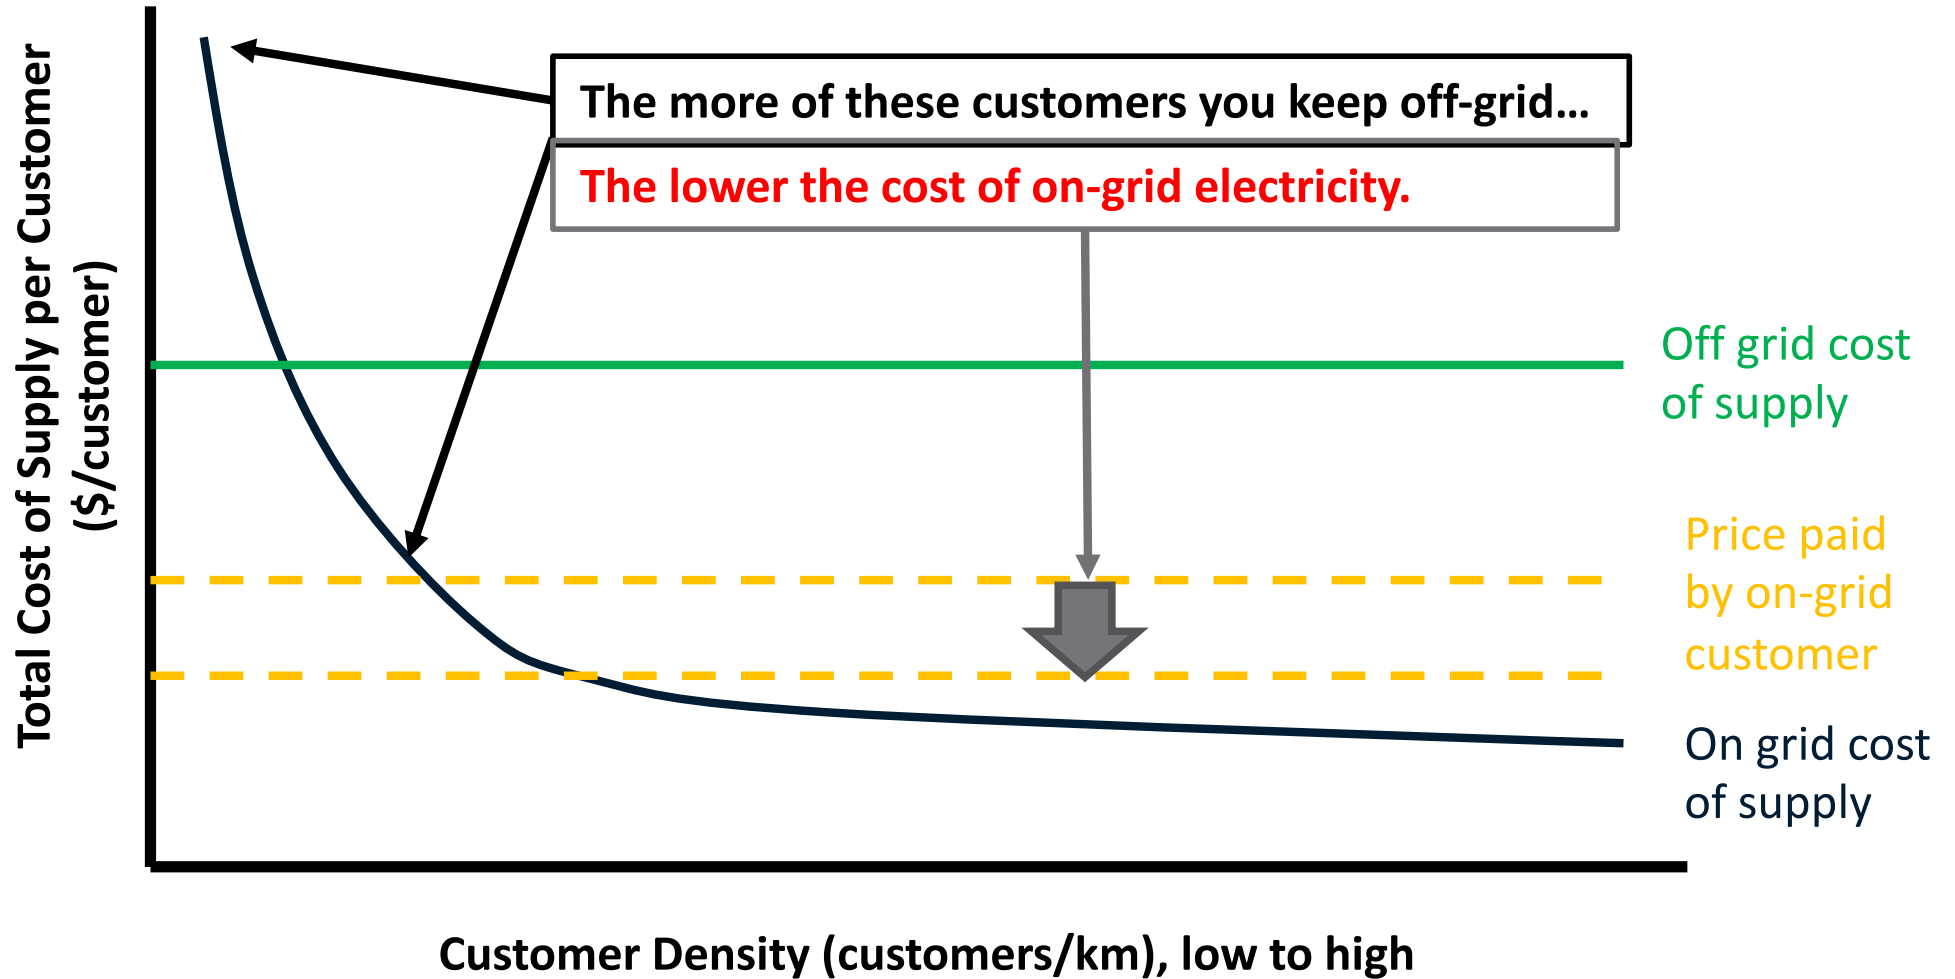 Total Cost of Supply per Customer
($/customer)
The more of these customers you keep off-grid…
The lower the cost of on-grid electricity.
Off grid cost
of supply
Price paid
by on-grid
customer
On grid cost
of supply
Customer Density (customers/km), low to high